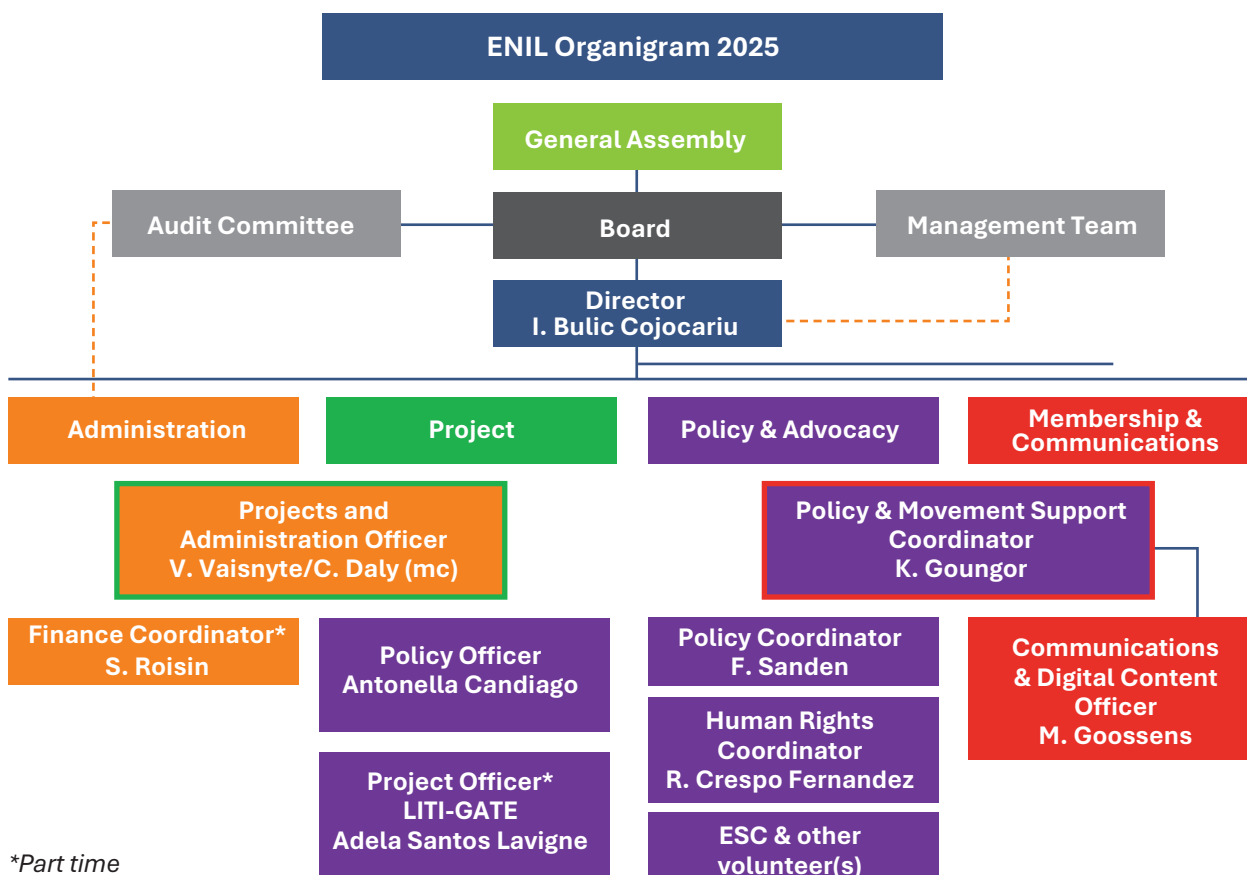 ENIL Organigram 2025
General Assembly
Audit Committee
Board
Management Team
Director
I. Bulic Cojocariu
Administration
Project
Policy & Advocacy
Membership &
Communications
Projects and
Administration Officer
V. Vaisnyte/C. Daly (mc)
Policy & Movement Support
Coordinator
K. Goungor
Finance Coordinator*
S. Roisin
Policy Officer
Antonella Candiago
Project Officer*
LITI-GATE
Adela Santos Lavigne
Policy Coordinator
F. Sanden
Human Rights
Coordinator
R. Crespo Fernandez
ESC & other
volunteer(s)
Communications
& Digital Content
Officer
M. Goossens
*Part time